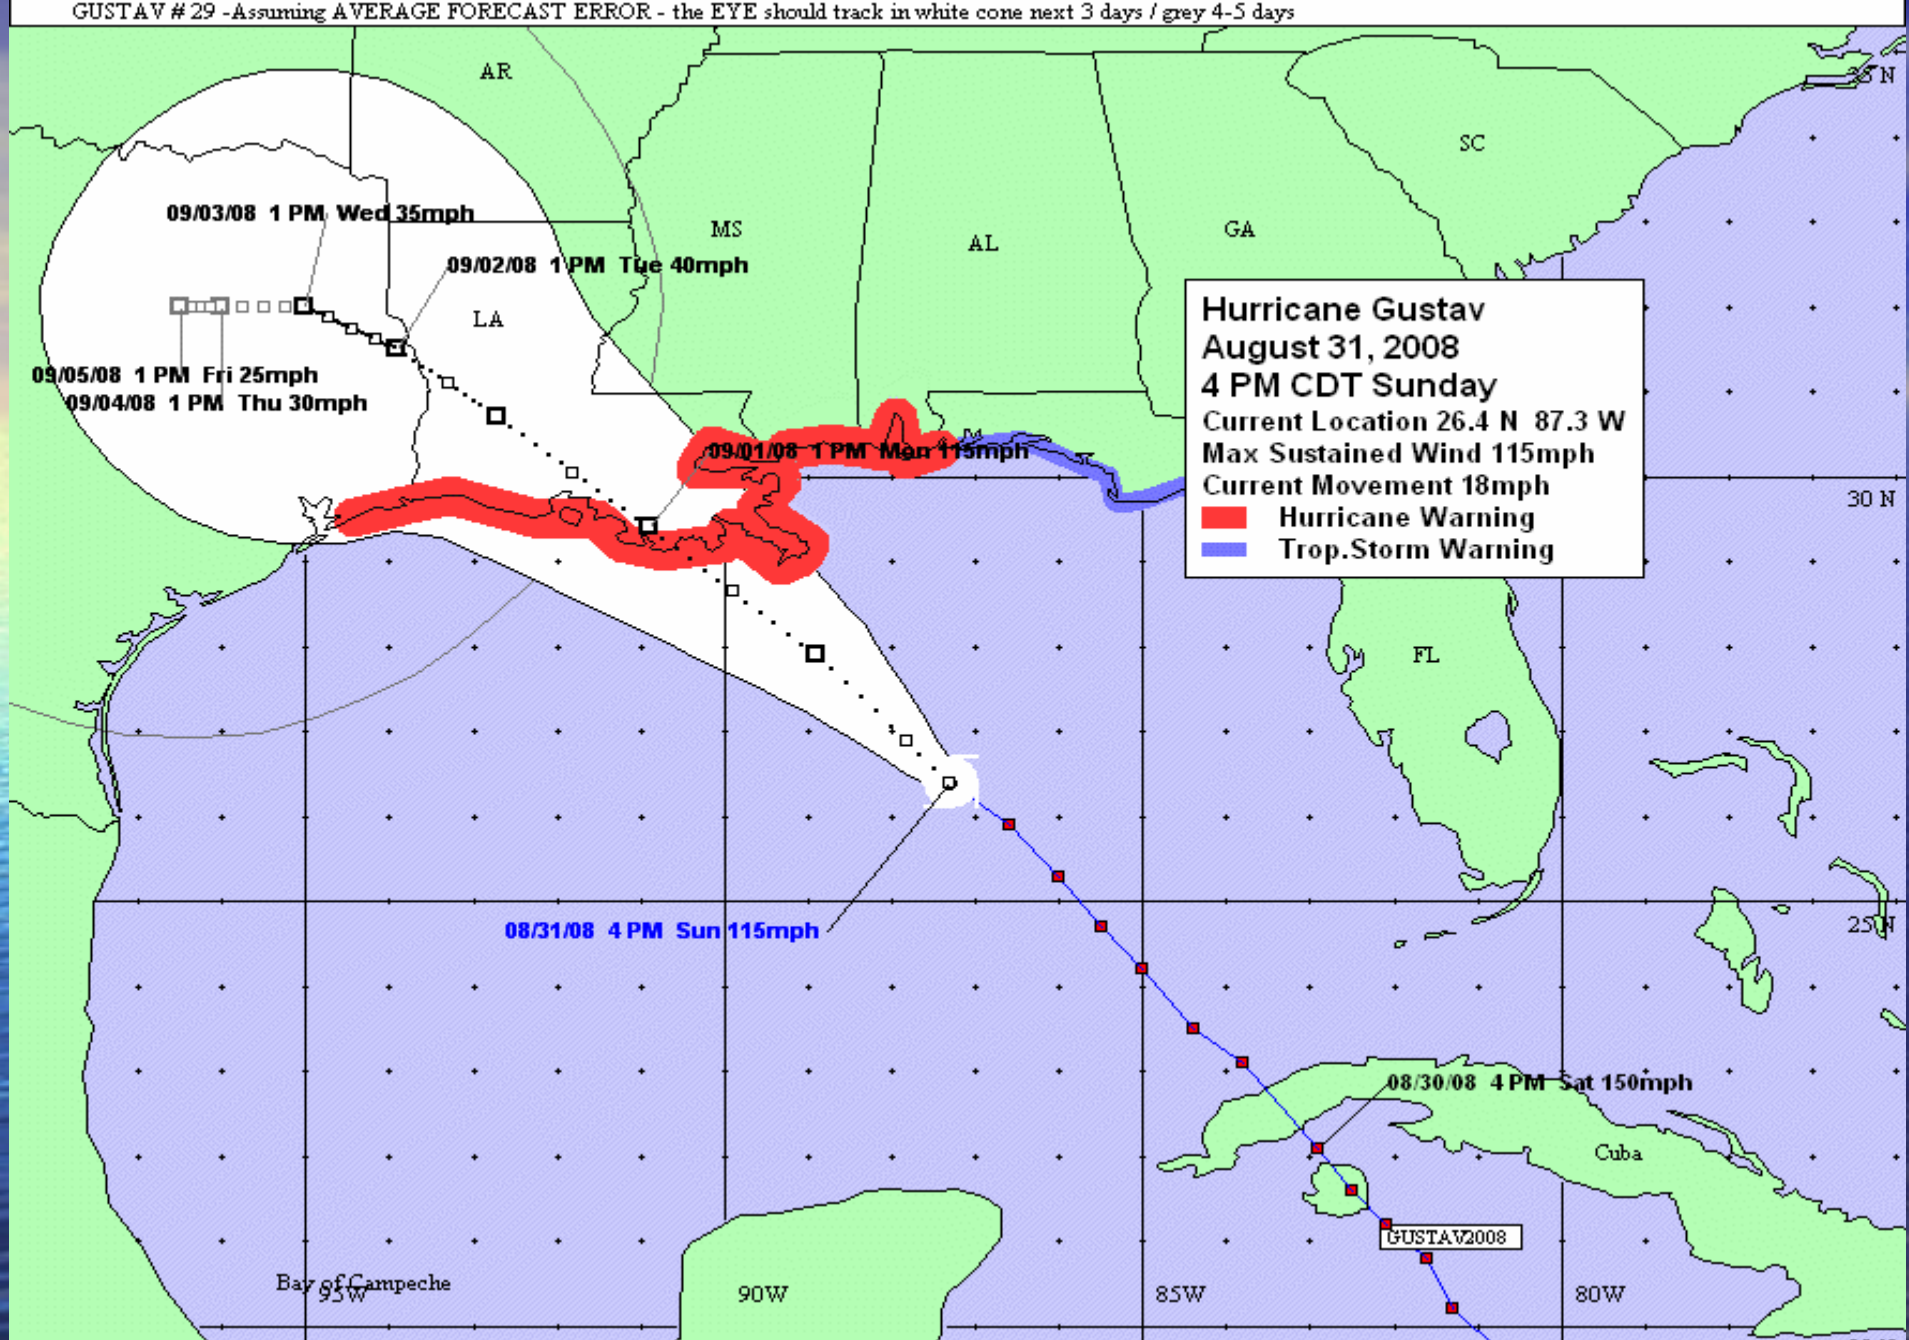 GUSTAV # 29 -Assuming AVERAGE FORECAST ERROR - the EYE should track in white cone next 3 days / grey 4-5 days
AR
35 N
SC
09/03/08 1 PM Wed 35mph
MS
AL
GA
09/02/08 1 PM Tue 40mph
LA
Hurricane Gustav
August 31, 2008
4 PM CDT Sunday
Current Location 26.4 N 87.3 W
Max Sustained Wind 115mph
Current Movement 18mph
Hurricane Warning
Trop.Storm Warning
09/05/08 1 PM Fri 25mph
09/04/08 1 PM Thu 30mph
09/01/08 1 PM Mon 115mph
30 N
FL
08/31/08 4 PM Sun 115mph
25 N
08/30/08 4 PM Sat 150mph
Cuba
GUSTAV2008
Bay of Campeche
95W
90W
85W
80W